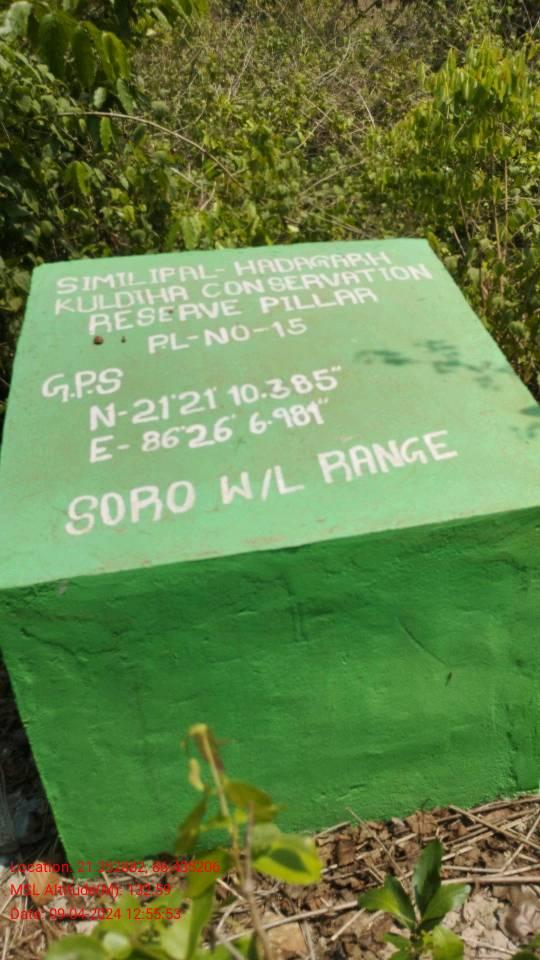 SIMILIPAL-HADAGARH
KULDIHA CONSERVATION
RESERVE PILLAR
PL-NO-15
G.P.S
N-21°21' 10.385"
E-86°26' 6.981"
SORO W/L RANGE
Location: 21.352882, 86.435206
MSL Altitude(M): 133.59
Date: 09-04-2024 12:55:53